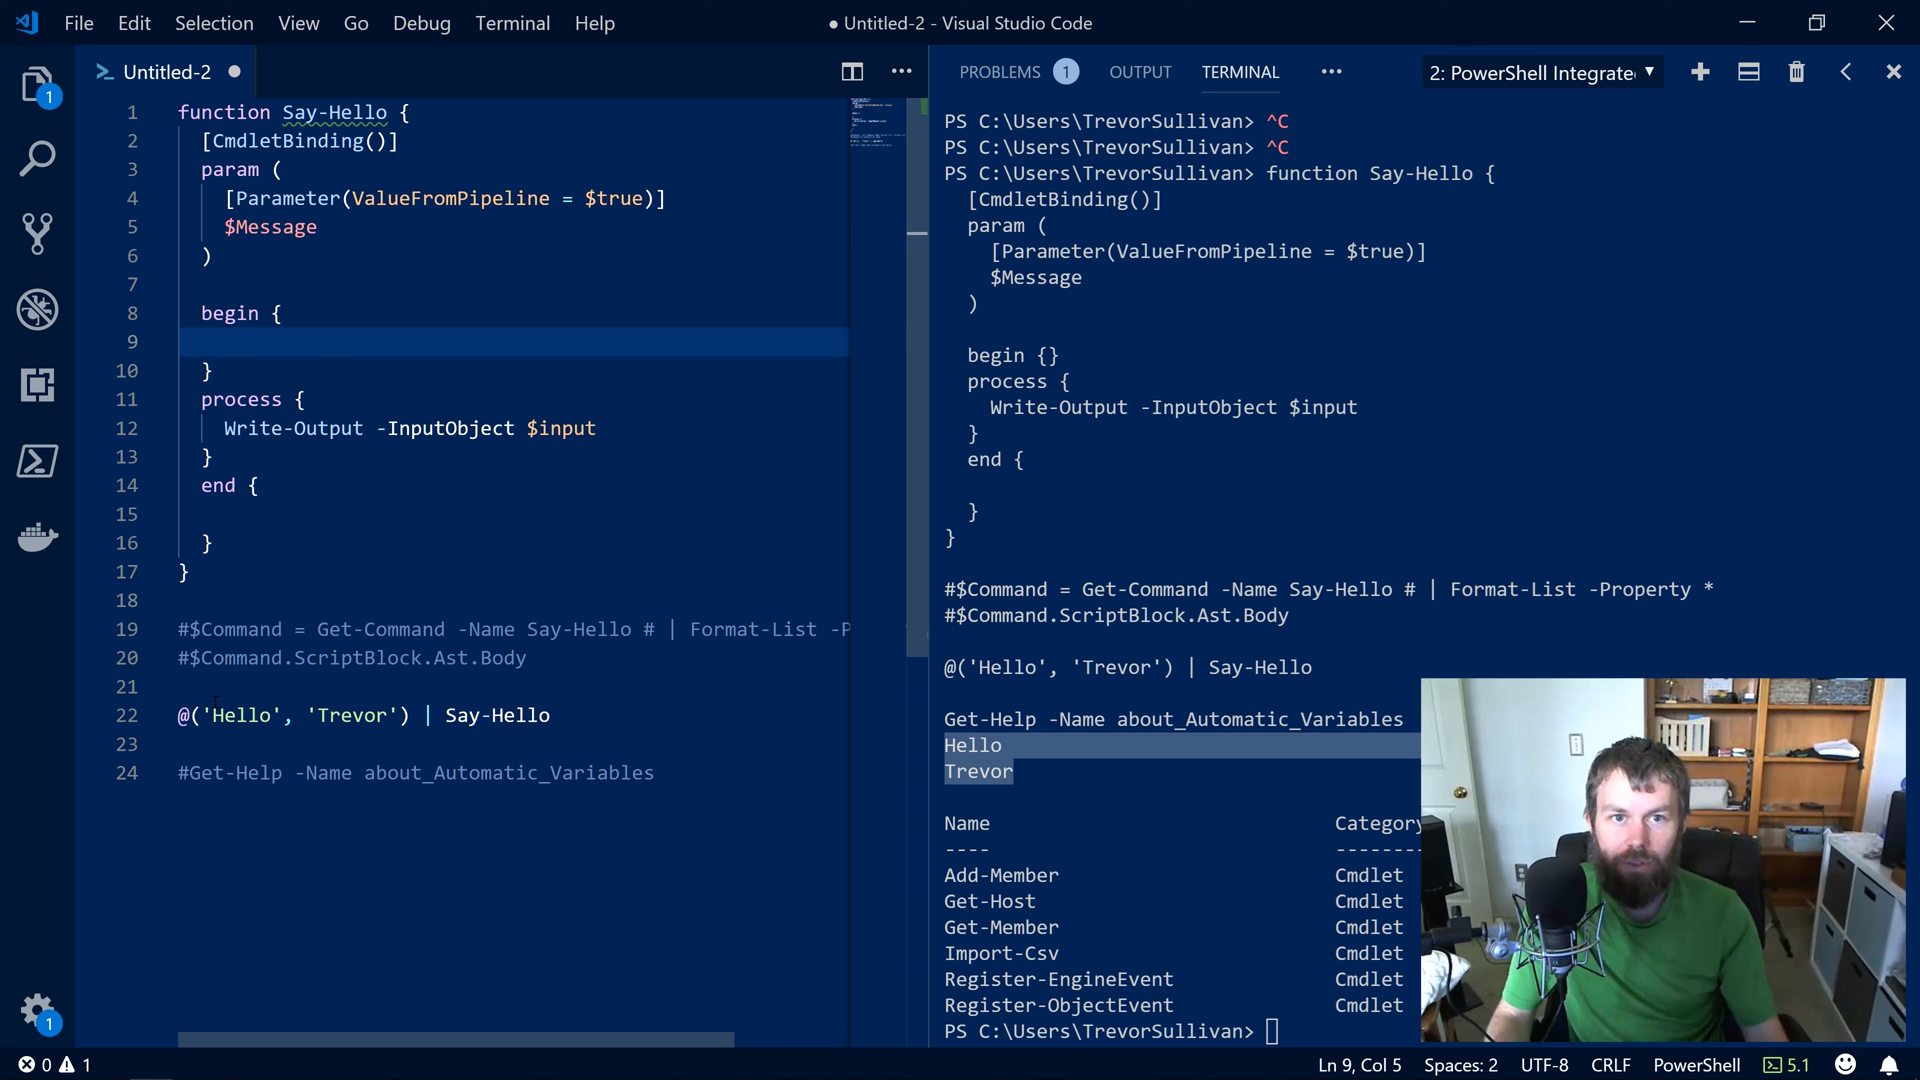 File Edit Selection View Go Debug Terminal Help
● Untitled-2 - Visual Studio Code
Untitled-2
PROBLEMS 1 OUTPUT TERMINAL ••• 2: PowerShell Integrate
1 function Say-Hello {
2 [CmdletBinding()]
3 param (
4 [Parameter(ValueFromPipeline = $true)]
5 $Message
6 )
7
8 begin {
9
10 }
11 process {
12 Write-Output -InputObject $input
13 }
14 end {
15
16 }
17 }
18
19 #$Command = Get-Command -Name Say-Hello # | Format-List -P
20 #$Command.ScriptBlock.Ast.Body
21
22 @('Hello', 'Trevor') | Say-Hello
23
24 #Get-Help -Name about_Automatic_Variables
PS C:\Users\TrevorSullivan> ^C
PS C:\Users\TrevorSullivan> ^C
PS C:\Users\TrevorSullivan> function Say-Hello {
[CmdletBinding()]
param (
[Parameter(ValueFromPipeline = $true)]
$Message
)
begin {}
process {
Write-Output -InputObject $input
}
end {
}
}
#$Command = Get-Command -Name Say-Hello # | Format-List -Property *
#$Command.ScriptBlock.Ast.Body
@('Hello', 'Trevor') | Say-Hello
Get-Help -Name about_Automatic_Variables
Hello
Trevor
Name Category
---- --------
Add-Member Cmdlet
Get-Host Cmdlet
Get-Member Cmdlet
Import-Csv Cmdlet
Register-EngineEvent Cmdlet
Register-ObjectEvent Cmdlet
PS C:\Users\TrevorSullivan>
1
1
0 1
Ln 9, Col 5 Spaces: 2 UTF-8 CRLF PowerShell 5.1